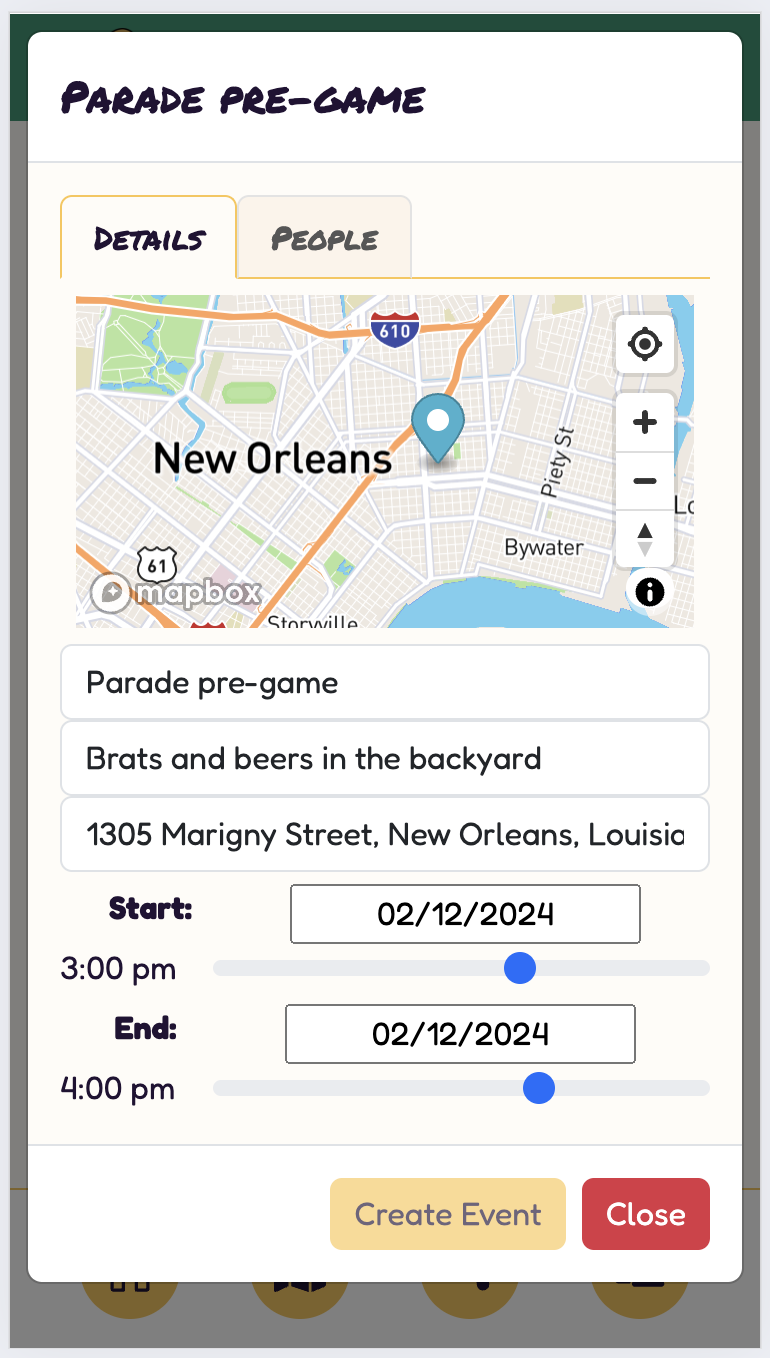 Parade pre-game
Details
People
610
New Orleans
Piety St
Bywater
61
mapbox
Storyville
Parade pre-game
Brats and beers in the backyard
1305 Marigny Street, New Orleans, Louisia
Start:
02/12/2024
3:00 pm
End:
02/12/2024
4:00 pm
Create Event
Close